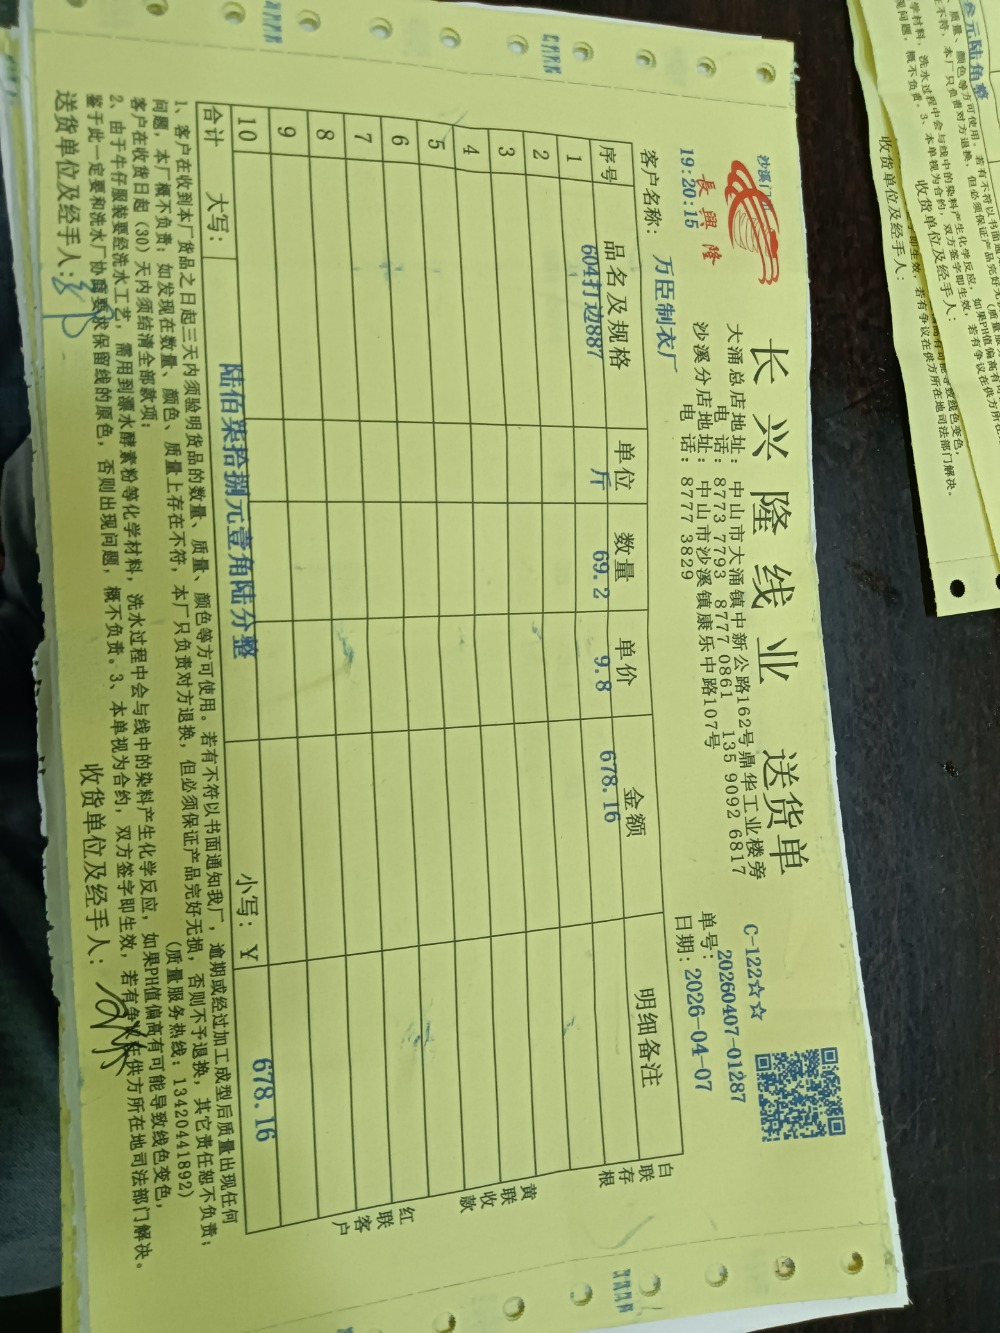 长兴隆线业 送货单
沙溪门
19:20:15
長興隆
大涌总店地址：中山市大涌镇中新公路162号鼎华工业楼旁
电 话：8773 7793 8777 0861 135 9092 6817
沙溪分店地址：中山市沙溪镇康乐中路107号
电 话：8777 3829
C-122☆☆
单号：20260407-01287
日期：2026-04-07
客户名称：万臣制衣厂
序号 品名及规格 单位 数量 单价 金额 明细备注
1 604打边887 斤 69.2 9.8 678.16
2
3
4
5
6
7
8
9
10
合计 大写：陆佰柒拾捌元壹角陆分整 小写：¥ 678.16
白联存根
黄联收款
红联客户
1、客户在收到本厂货品之日起三天内须验明货品的数量、质量、颜色等方可使用。若有不符以书面通知我厂，逾期或经过加工成型后质量出现任何
问题，本厂概不负责；如发现在数量、颜色、质量上存在不符，本厂只负责对方退换，但必须保证产品完好无损，否则不予退换，其它责任恕不负责；
客户在收货日起（30）天内须结清全部款项；（质量服务热线：13420441892）
2、由于牛仔服装要经洗水工艺，需用到漂水酵素粉等化学材料，洗水过程中会与线中的染料产生化学反应，如果PH值偏高有可能导致线色变色，
鉴于此一定要和洗水厂协商要求保留线的原色，否则出现问题，概不负责。3、本单视为合约，双方签字即生效，若有争议在供方所在地司法部门解决。
送货单位及经手人： 收货单位及经手人：
叁元陆角整
收货单位及经手人：
收货单位及经手人：